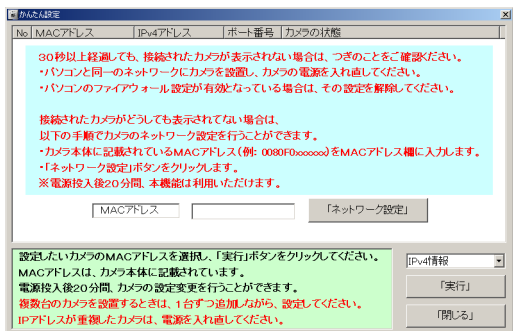 かんたん設定
No MACアドレス IPv4アドレス ポート番号 カメラの状態
30秒以上経過しても、接続されたカメラが表示されない場合は、つぎのことをご確認ください。
・パソコンと同一のネットワークにカメラを設置し、カメラの電源を入れ直してください。
・パソコンのファイアウォール設定が有効となっている場合は、その設定を解除してください。
接続されたカメラがどうしても表示されてない場合は、
以下の手順でカメラのネットワーク設定を行うことができます。
・カメラ本体に記載されているMACアドレス(例: 0080F0xxxxxx)をMACアドレス欄に入力します。
・「ネットワーク設定」ボタンをクリックします。
※電源投入後20分間、本機能は利用いただけます。
MACアドレス 「ネットワーク設定」
設定したいカメラのMACアドレスを選択し、「実行」ボタンをクリックしてください。
MACアドレスは、カメラ本体に記載されています。
電源投入後20分間、カメラの設定変更を行うことができます。
複数台のカメラを設置するときは、1台ずつ追加しながら、設定してください。
IPアドレスが重複したカメラは、電源を入れ直してください。
IPv4情報
「実行」
「閉じる」